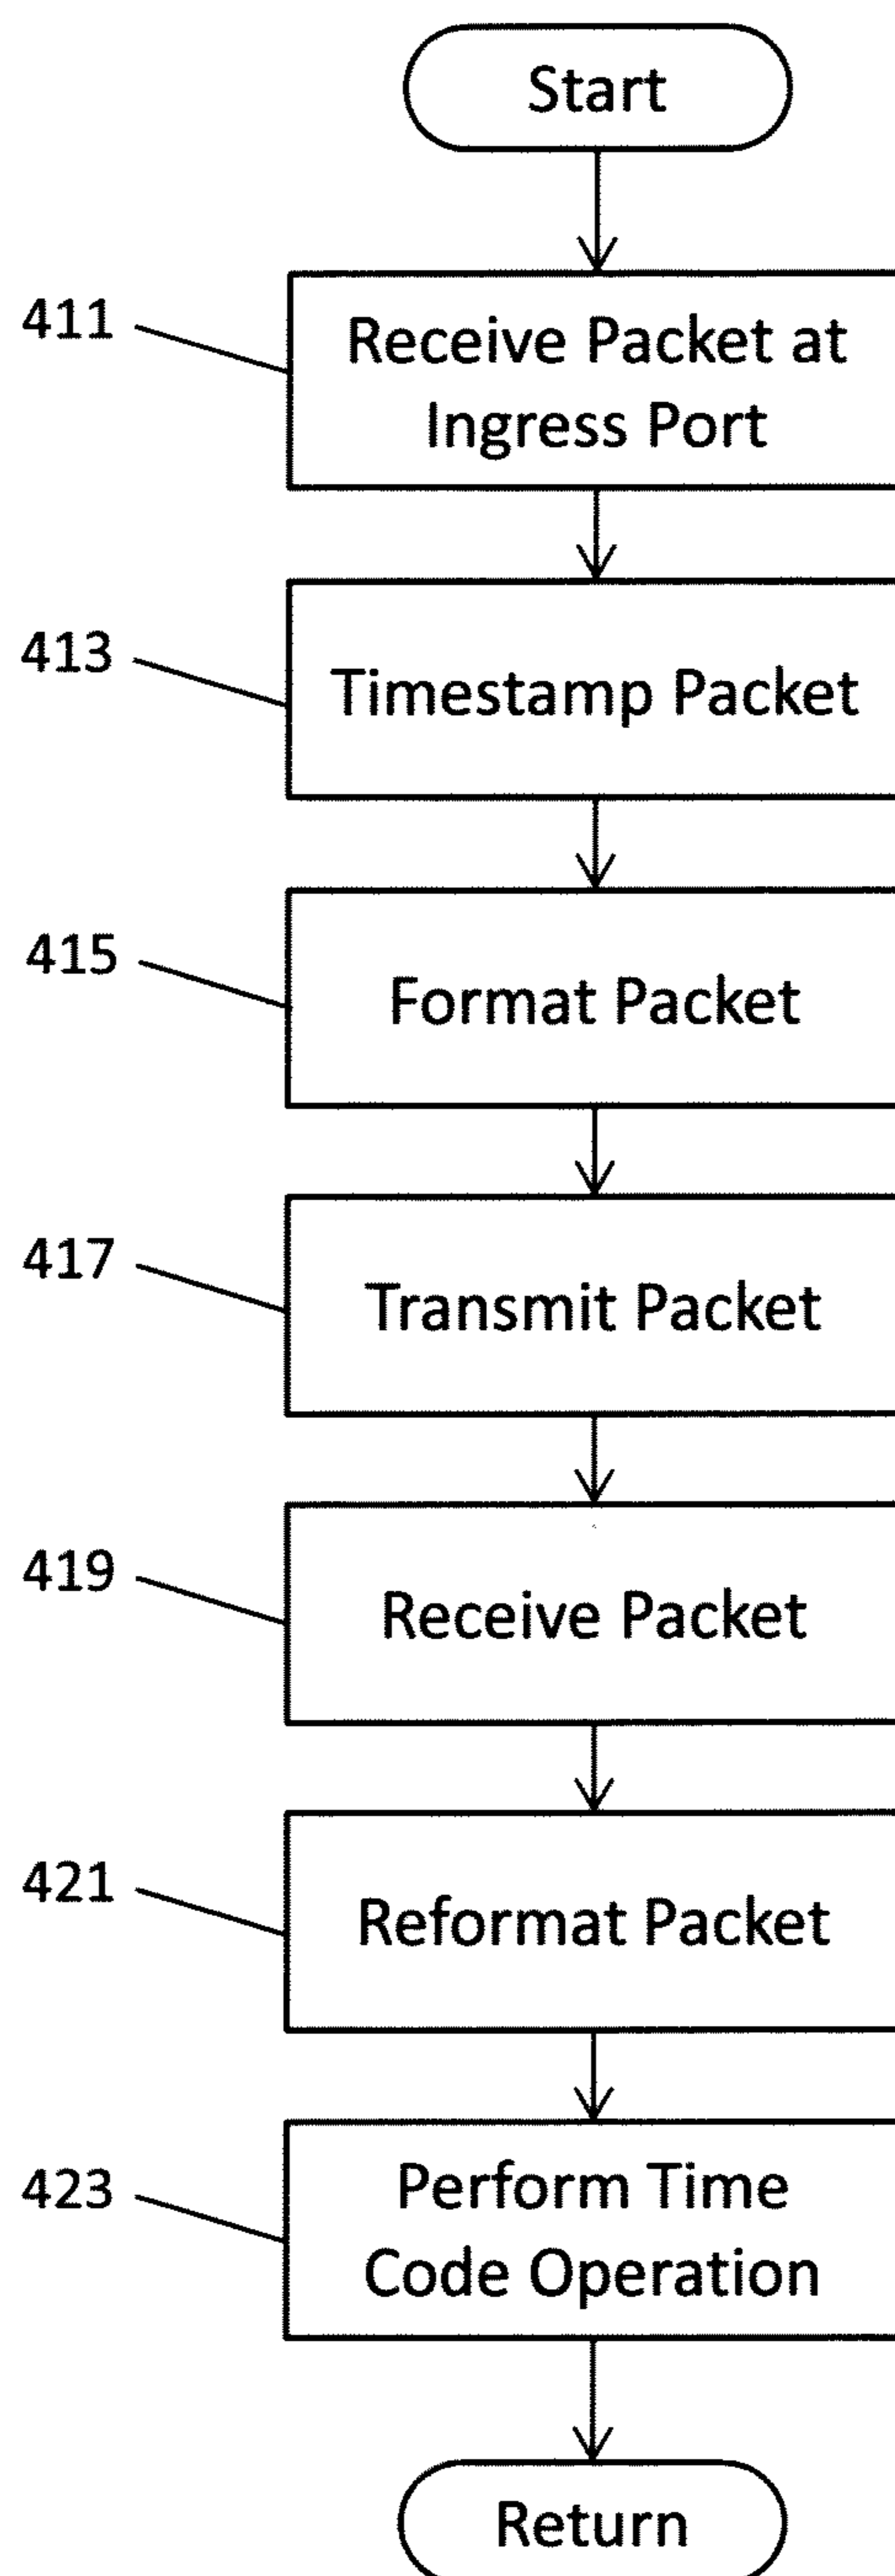 Start
411
Receive Packet at
Ingress Port
413
Timestamp Packet
415
Format Packet
417
Transmit Packet
419
Receive Packet
421
Reformat Packet
423
Perform Time
Code Operation
Return